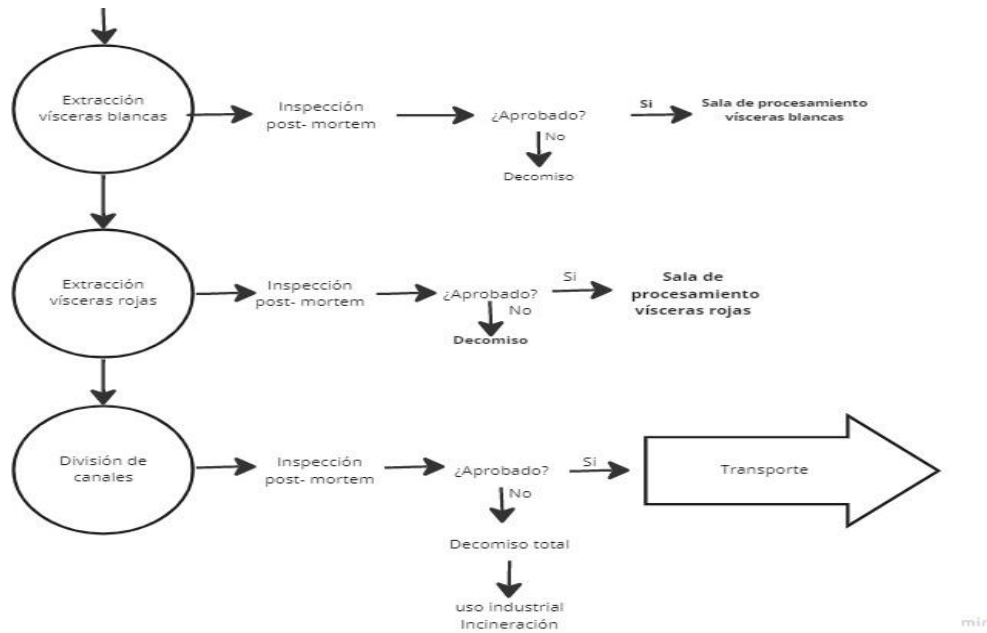 Extracción
vísceras blancas
Inspección
post- mortem
¿Aprobado?
Si
Sala de procesamiento
vísceras blancas
No
Decomiso
Extracción
vísceras rojas
Inspección
post- mortem
¿Aprobado?
Si
Sala de
procesamiento
vísceras rojas
No
Decomiso
División de
canales
Inspección
post- mortem
¿Aprobado?
Si
Transporte
No
Decomiso total
uso industrial
Incineración
mir